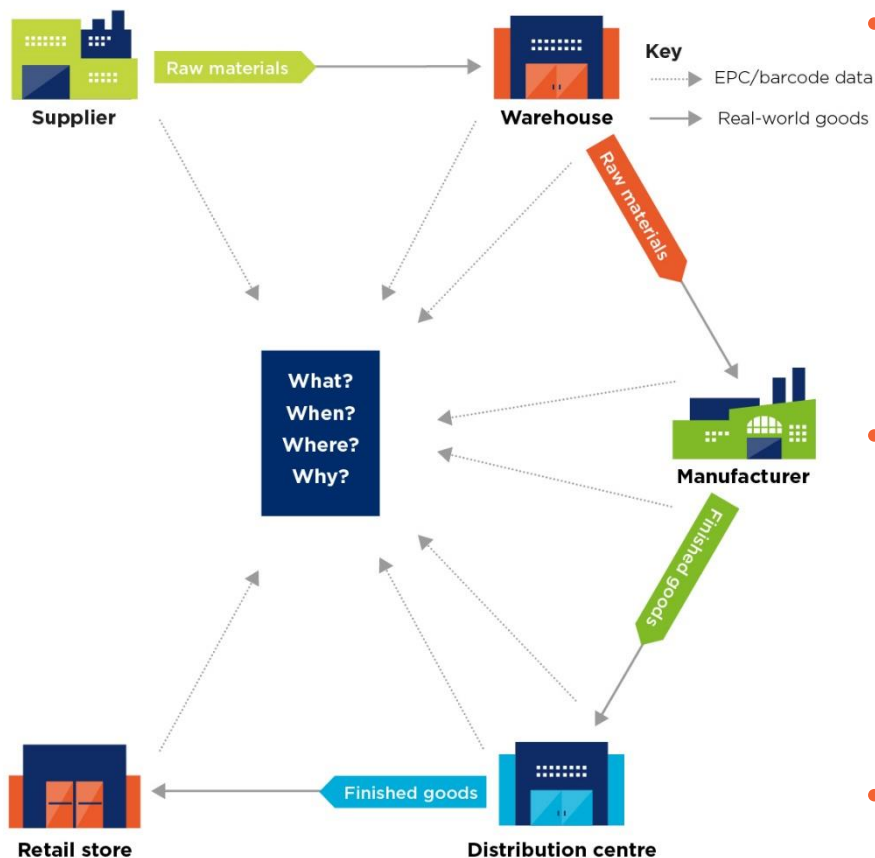 Raw materials
Supplier
Warehouse
Key
EPC/barcode data
Real-world goods
Raw materials
What?
When?
Where?
Why?
Manufacturer
Finished goods
Finished goods
Retail store
Distribution centre